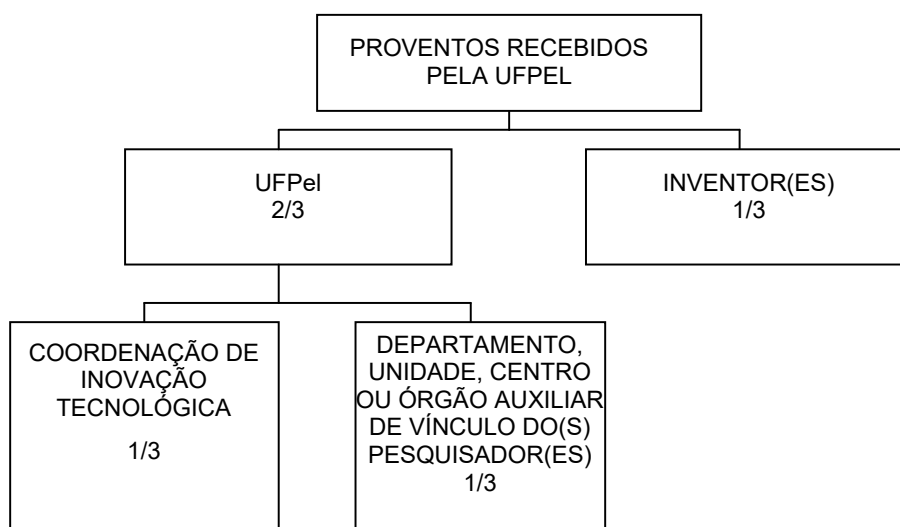 PROVENTOS RECEBIDOS
PELA UFPEL
UFPel
2/3
INVENTOR(ES)
1/3
COORDENAÇÃO DE
INOVAÇÃO
TECNOLÓGICA
1/3
DEPARTAMENTO,
UNIDADE, CENTRO
OU ÓRGÃO AUXILIAR
DE VÍNCULO DO(S)
PESQUISADOR(ES)
1/3